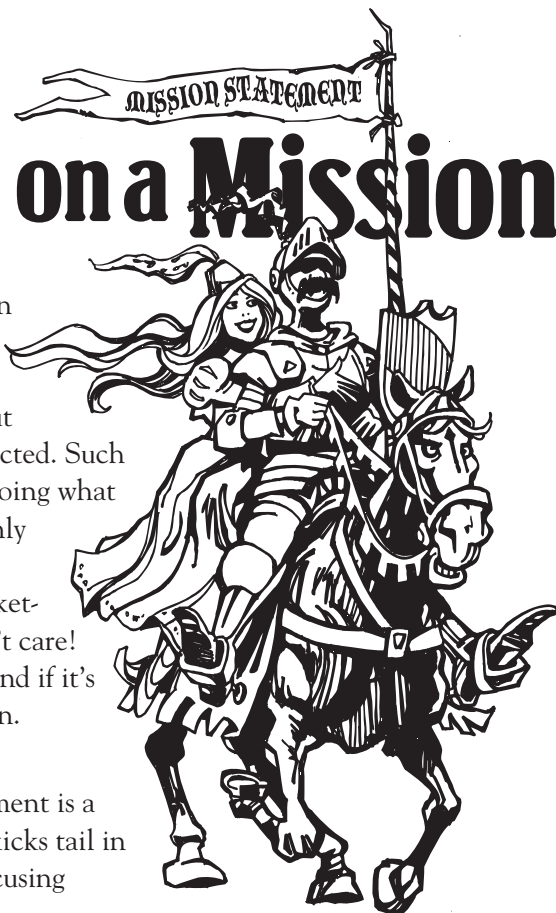 MISSION STATEMENT
on a Mission
n
t
cted. Such
oing what
nly
ket-
't care!
nd if it's
n.
ment is a
kicks tail in
cusing